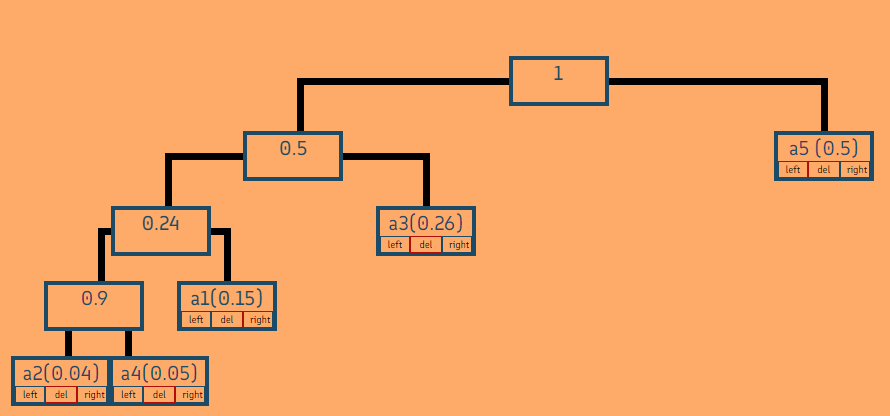 1
0.5
a5 (0.5)
left del right
0.24
a3(0.26)
left del right
0.9
a1(0.15)
left del right
a2(0.04)
left del right
a4(0.05)
left del right